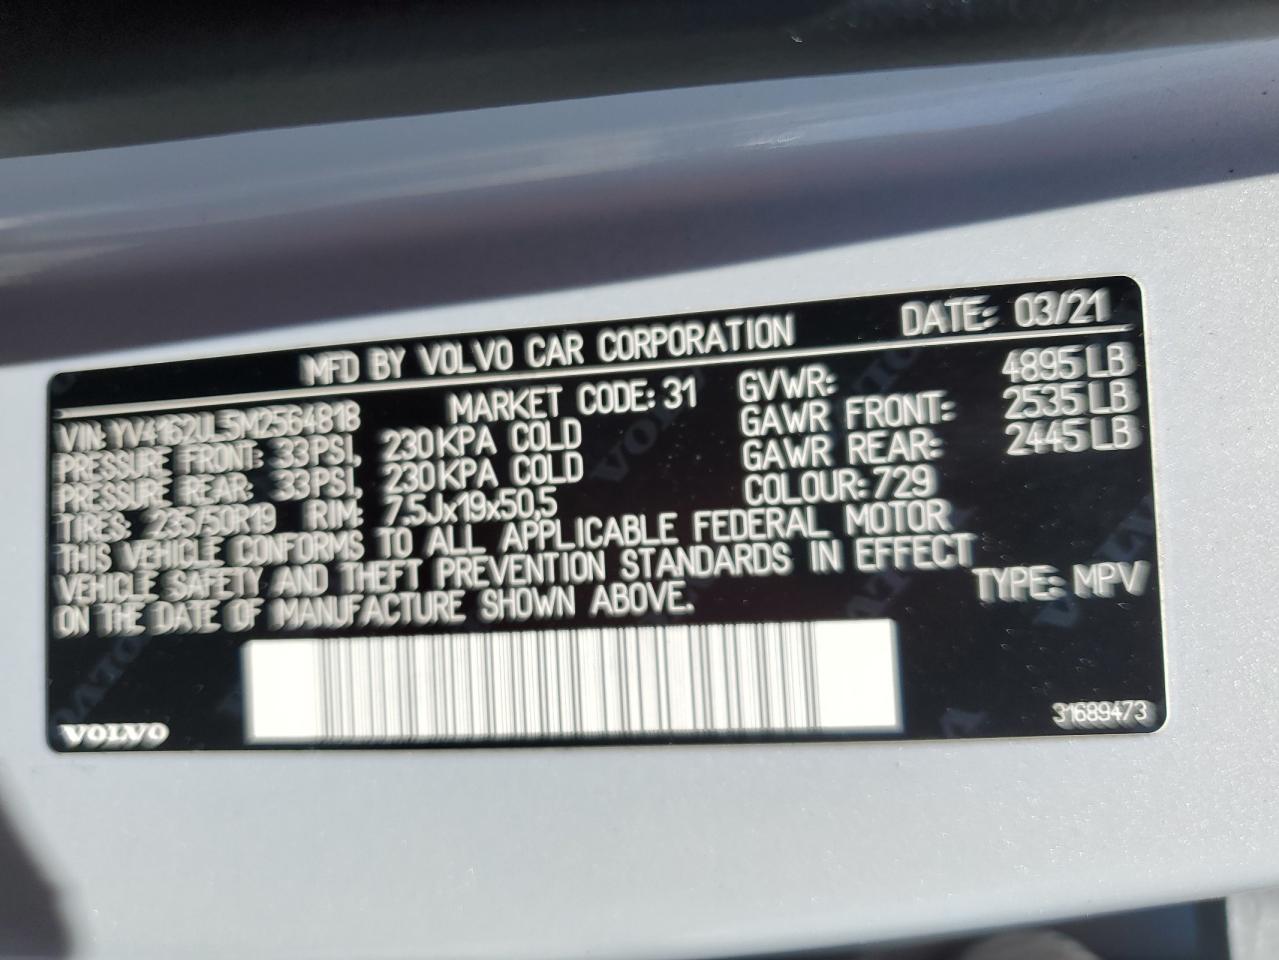 MFD BY VOLVO CAR CORPORATION DATE: 03/21
VIN: YV4162UL5M2564818 MARKET CODE: 31 GVWR: 4895 LB
PRESSURE FRONT: 33 PSI, 230 KPA COLD GAWR FRONT: 2535 LB
PRESSURE REAR: 33 PSI, 230 KPA COLD GAWR REAR: 2445 LB
TIRES: 235/50R19 RIM: 7,5Jx19x50,5 COLOUR: 729
THIS VEHICLE CONFORMS TO ALL APPLICABLE FEDERAL MOTOR
VEHICLE SAFETY AND THEFT PREVENTION STANDARDS IN EFFECT
ON THE DATE OF MANUFACTURE SHOWN ABOVE. TYPE: MPV
VOLVO 31689473